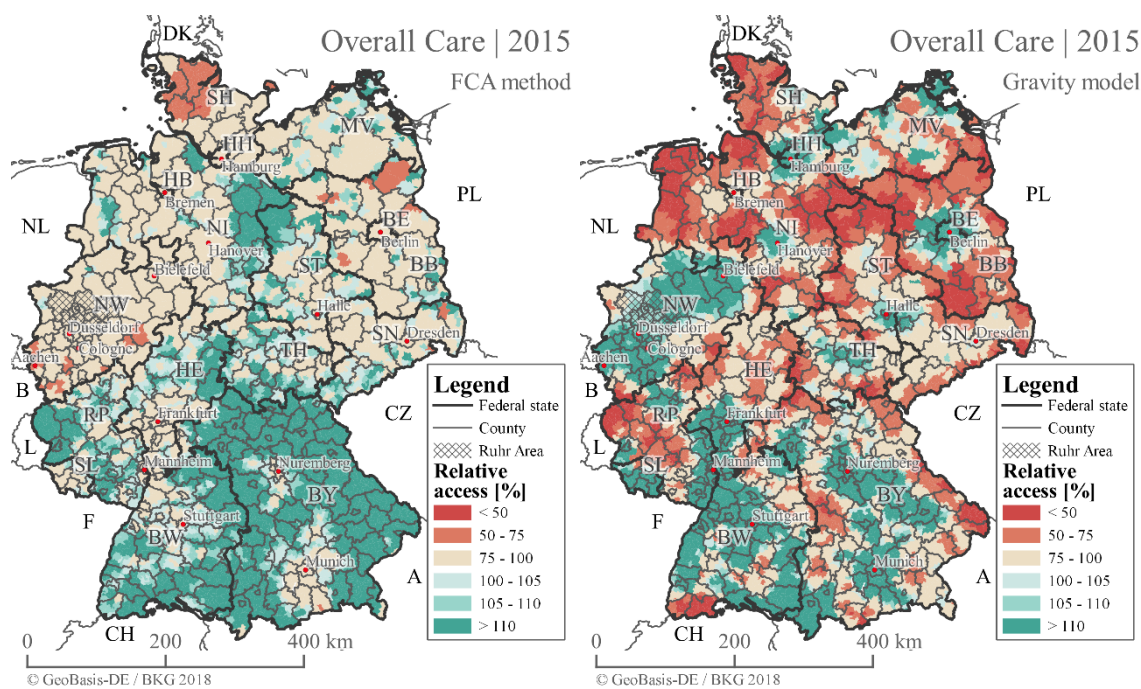 Overall Care | 2015
FCA method
DK
SH
MV
HH
Hamburg
HB
Bremen
PL
NL
NI
BE
Berlin
Hanover
ST
BB
Bielefeld
NW
Halle
Düsseldorf
Cologne
SN
Dresden
Aachen
TH
HE
B
RP
Frankfurt
CZ
L
SL
Mannheim
Nuremberg
BY
F
Stuttgart
BW
Munich
A
CH
Legend
Federal state
County
Ruhr Area
Relative
access [%]
< 50
50 - 75
75 - 100
100 - 105
105 - 110
> 110
0 200 400 km
© GeoBasis-DE / BKG 2018
Overall Care | 2015
Gravity model
DK
SH
MV
HH
Hamburg
HB
Bremen
PL
NL
NI
BE
Berlin
Hanover
ST
BB
Bielefeld
NW
Halle
Düsseldorf
Cologne
SN
Dresden
Aachen
TH
HE
B
RP
Frankfurt
CZ
L
SL
Mannheim
Nuremberg
BY
F
Stuttgart
BW
Munich
A
CH
Legend
Federal state
County
Ruhr Area
Relative
access [%]
< 50
50 - 75
75 - 100
100 - 105
105 - 110
> 110
0 200 400 km
© GeoBasis-DE / BKG 2018